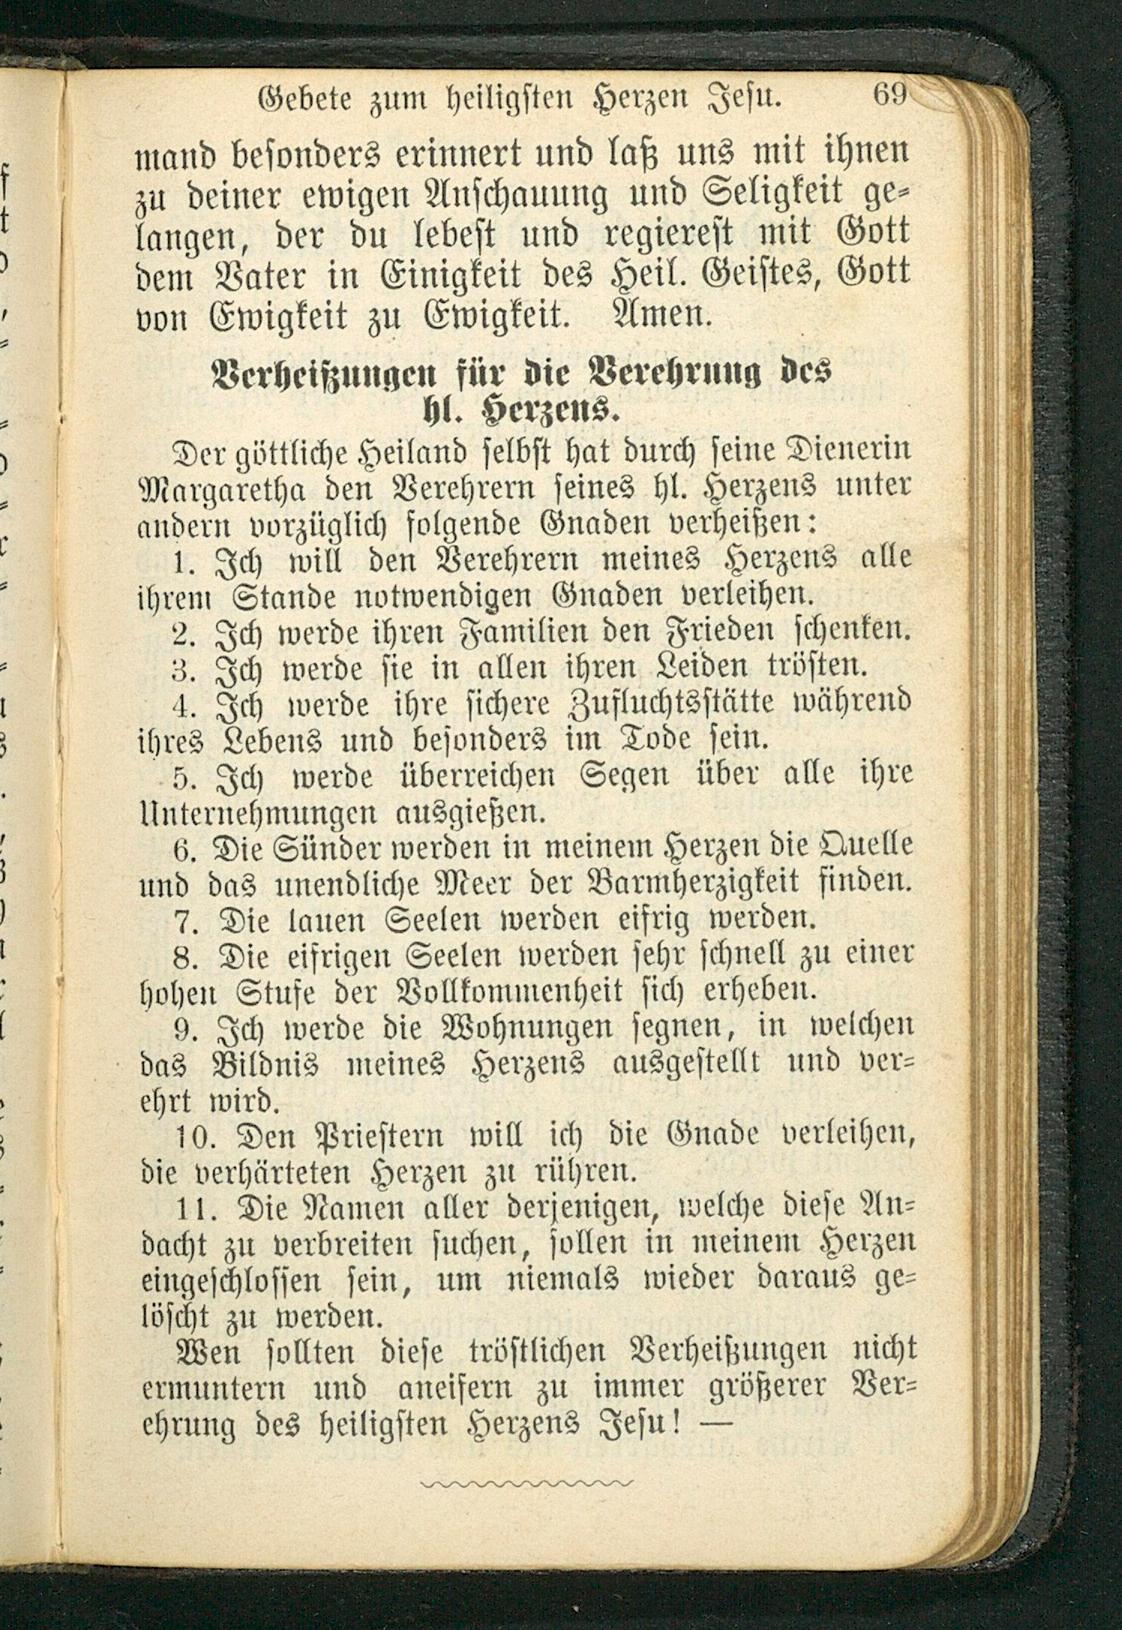 Gebete zum heiligsten Herzen Jesu. 69
mand besonders erinnert und laß uns mit ihnen
zu deiner ewigen Anschauung und Seligkeit ge-
langen, der du lebest und regierest mit Gott
dem Vater in Einigkeit des Heil. Geistes, Gott
von Ewigkeit zu Ewigkeit. Amen.
Verheißungen für die Verehrung des
hl. Herzens.
Der göttliche Heiland selbst hat durch seine Dienerin
Margaretha den Verehrern seines hl. Herzens unter
andern vorzüglich folgende Gnaden verheißen:
1. Ich will den Verehrern meines Herzens alle
ihrem Stande notwendigen Gnaden verleihen.
2. Ich werde ihren Familien den Frieden schenken.
3. Ich werde sie in allen ihren Leiden trösten.
4. Ich werde ihre sichere Zufluchtsstätte während
ihres Lebens und besonders im Tode sein.
5. Ich werde überreichen Segen über alle ihre
Unternehmungen ausgießen.
6. Die Sünder werden in meinem Herzen die Quelle
und das unendliche Meer der Barmherzigkeit finden.
7. Die lauen Seelen werden eifrig werden.
8. Die eifrigen Seelen werden sehr schnell zu einer
hohen Stufe der Vollkommenheit sich erheben.
9. Ich werde die Wohnungen segnen, in welchen
das Bildnis meines Herzens ausgestellt und ver-
ehrt wird.
10. Den Priestern will ich die Gnade verleihen,
die verhärteten Herzen zu rühren.
11. Die Namen aller derjenigen, welche diese An-
dacht zu verbreiten suchen, sollen in meinem Herzen
eingeschlossen sein, um niemals wieder daraus ge-
löscht zu werden.
Wen sollten diese tröstlichen Verheißungen nicht
ermuntern und aneifern zu immer größerer Ver-
ehrung des heiligsten Herzens Jesu! —